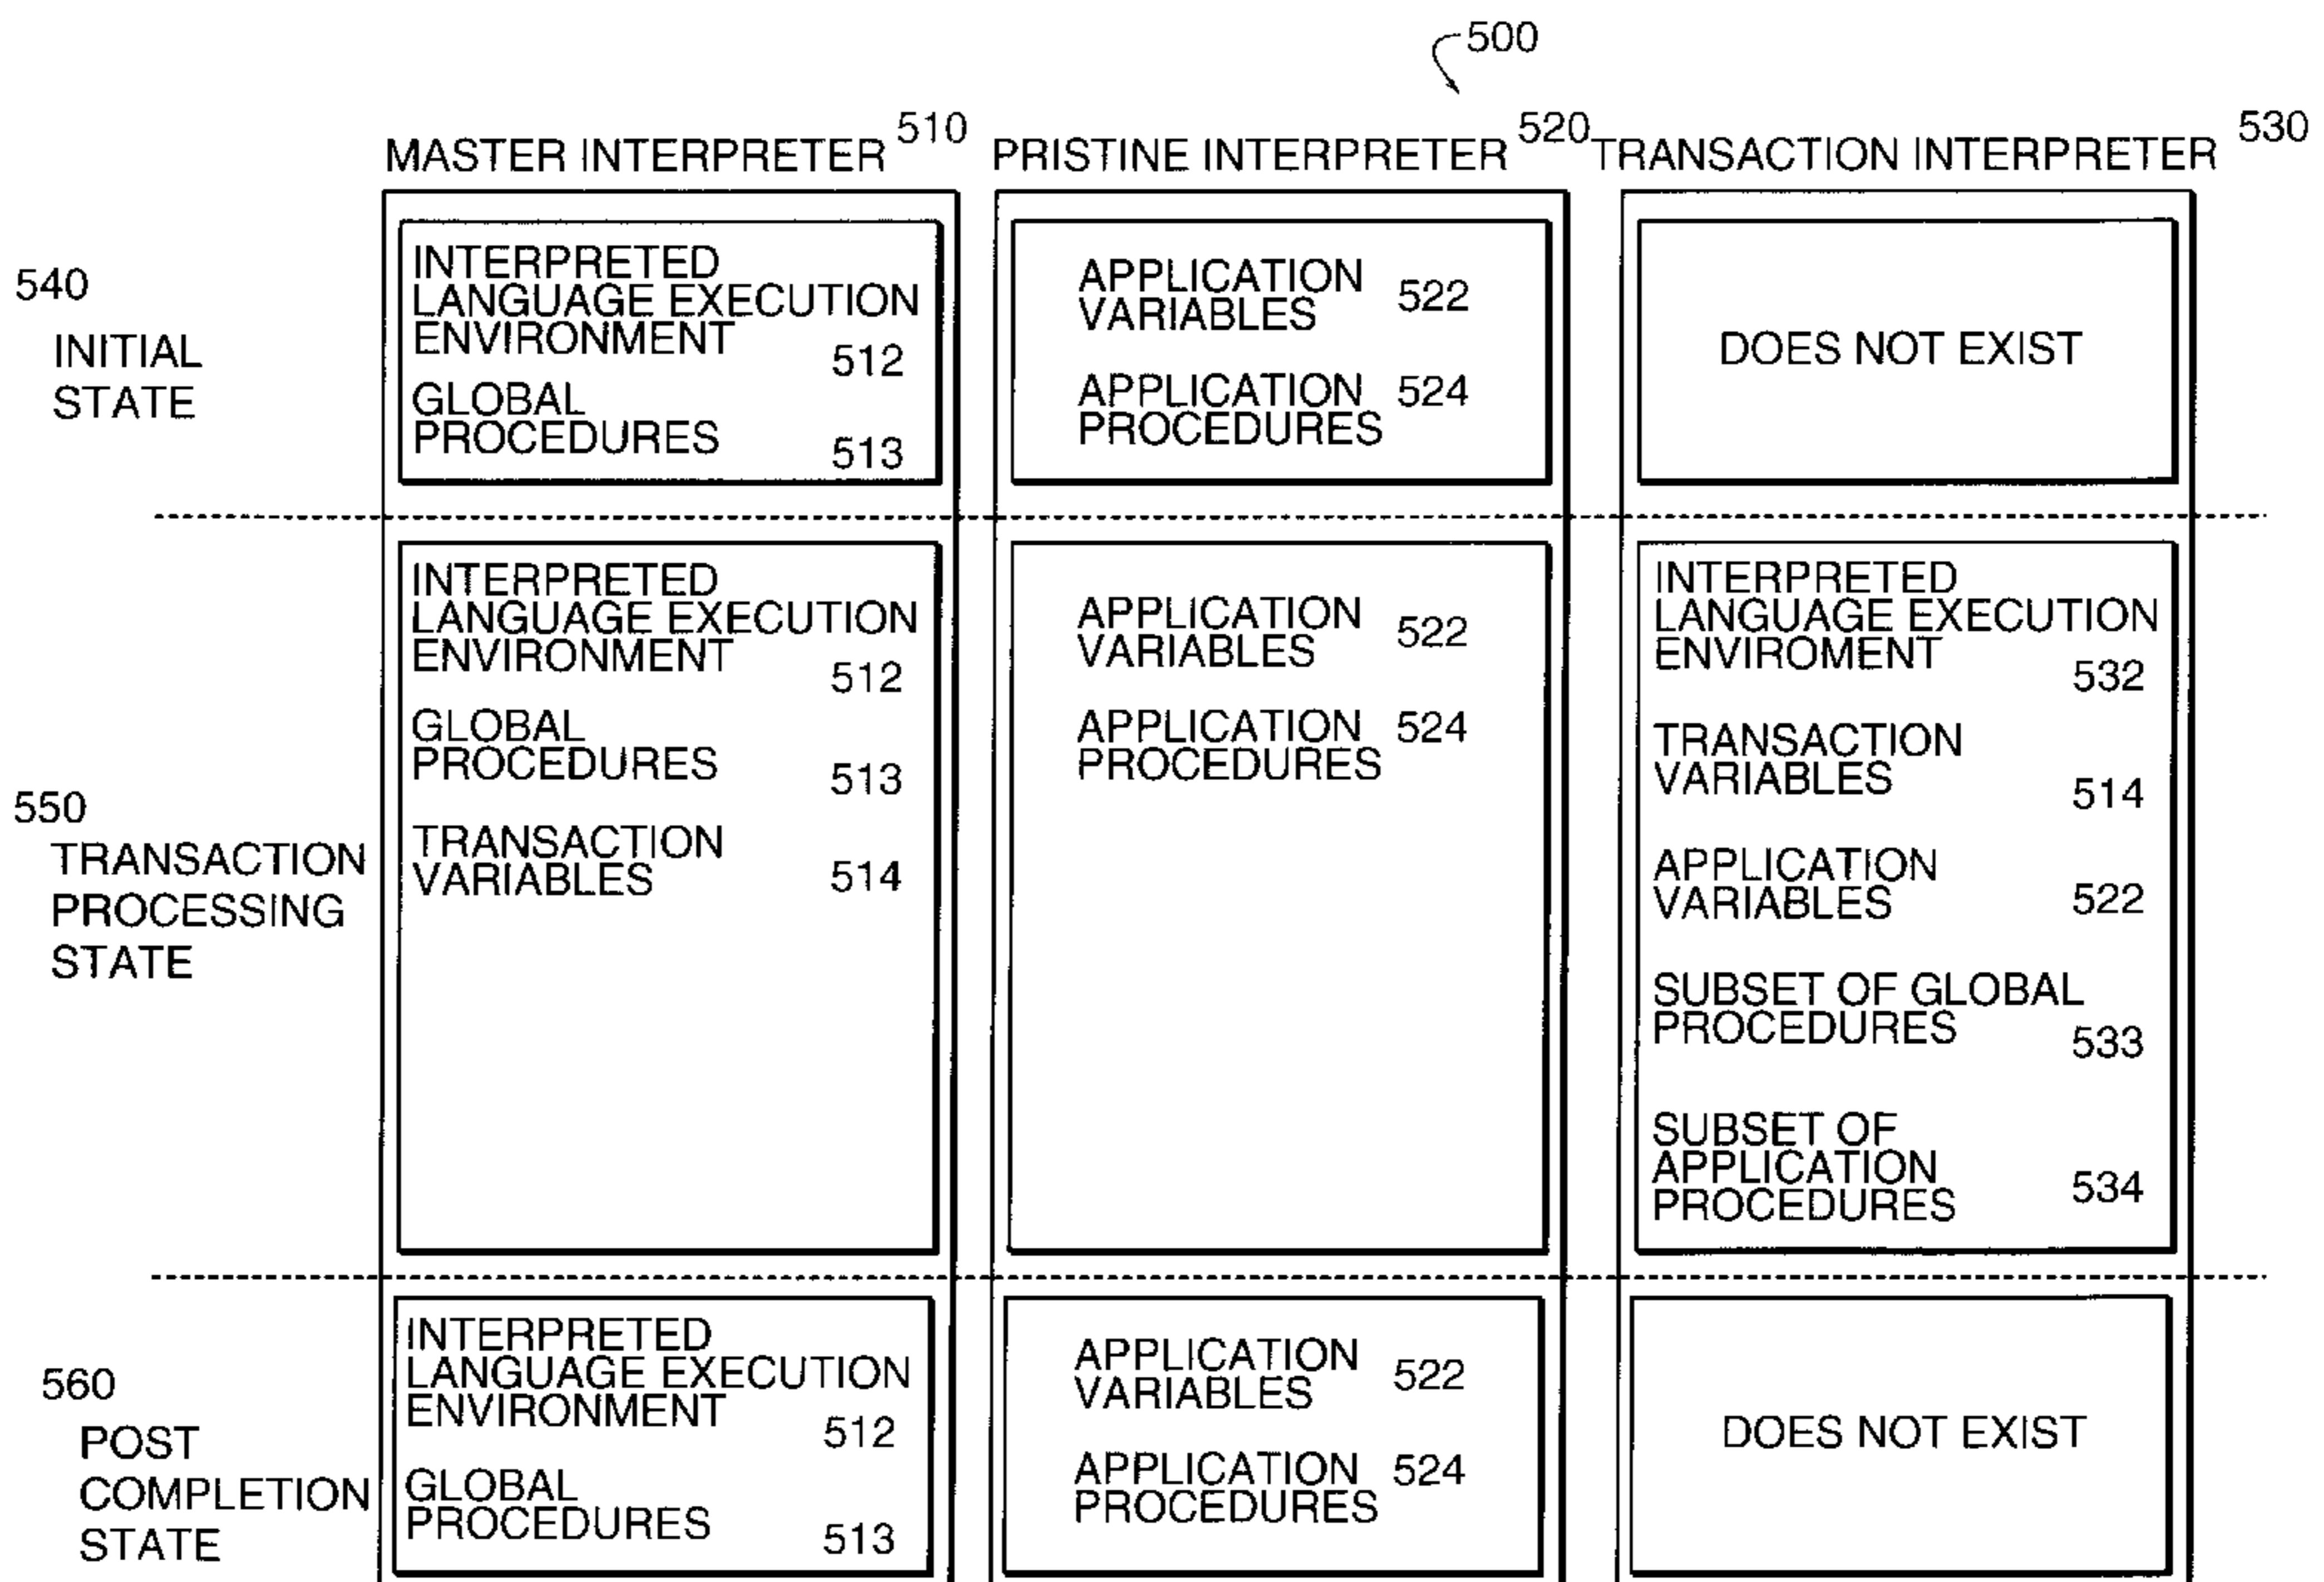 500
MASTER INTERPRETER 510
PRISTINE INTERPRETER 520
TRANSACTION INTERPRETER 530
540
INITIAL
STATE
INTERPRETED
LANGUAGE EXECUTION
ENVIRONMENT
512
GLOBAL
PROCEDURES
513
APPLICATION
VARIABLES 522
APPLICATION 524
PROCEDURES
DOES NOT EXIST
550
TRANSACTION
PROCESSING
STATE
INTERPRETED
LANGUAGE EXECUTION
ENVIRONMENT
512
GLOBAL
PROCEDURES
513
TRANSACTION
VARIABLES 514
APPLICATION
VARIABLES 522
APPLICATION 524
PROCEDURES
INTERPRETED
LANGUAGE EXECUTION
ENVIROMENT
532
TRANSACTION
VARIABLES
514
APPLICATION
VARIABLES 522
SUBSET OF GLOBAL
PROCEDURES
533
SUBSET OF
APPLICATION
PROCEDURES 534
560
POST
COMPLETION
STATE
INTERPRETED
LANGUAGE EXECUTION
ENVIRONMENT
512
GLOBAL
PROCEDURES
513
APPLICATION
VARIABLES 522
APPLICATION 524
PROCEDURES
DOES NOT EXIST